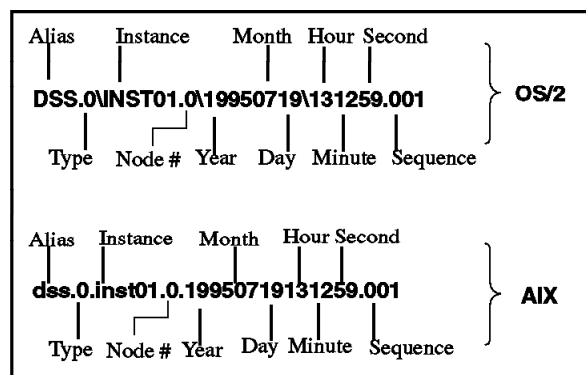 Alias Instance Month Hour Second
DSS.0\INST01.0\19950719\131259.001 OS/2
Type Node # Year Day Minute Sequence
Alias Instance Month Hour Second
dss.0.inst01.0.19950719131259.001 AIX
Type Node # Year Day Minute Sequence